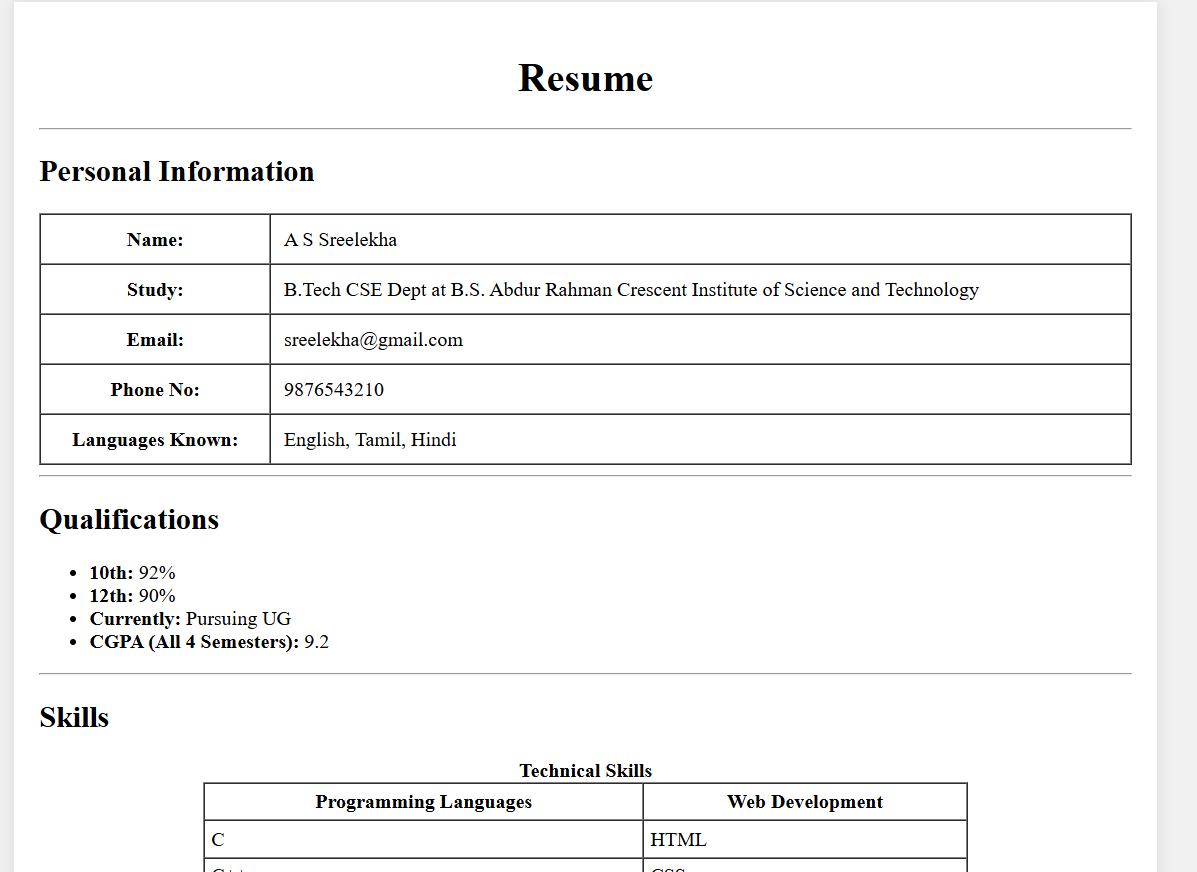 Resume
Personal Information
Name: A S Sreelekha
Study: B.Tech CSE Dept at B.S. Abdur Rahman Crescent Institute of Science and Technology
Email: sreelekha@gmail.com
Phone No: 9876543210
Languages Known: English, Tamil, Hindi
Qualifications
10th: 92%
12th: 90%
Currently: Pursuing UG
CGPA (All 4 Semesters): 9.2
Skills
Technical Skills
Programming Languages Web Development
C HTML